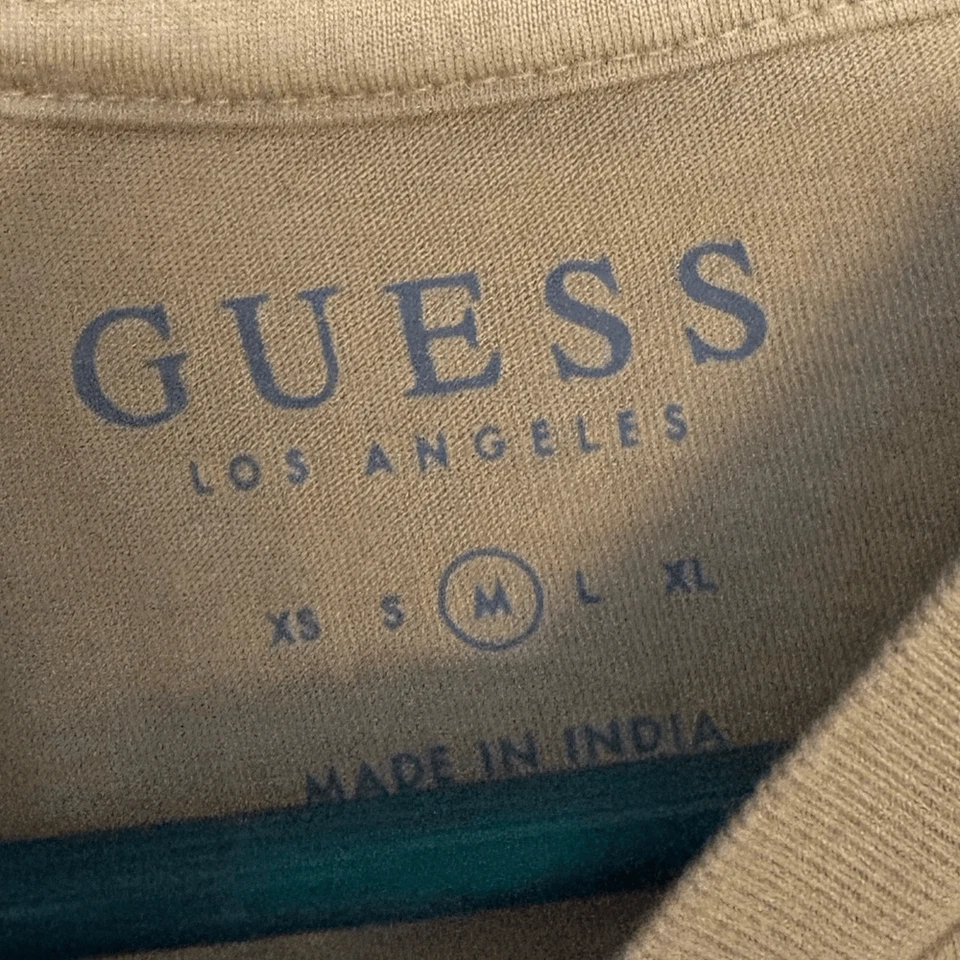 GUESS
LOS ANGELES
XS S M L XL
MADE IN INDIA